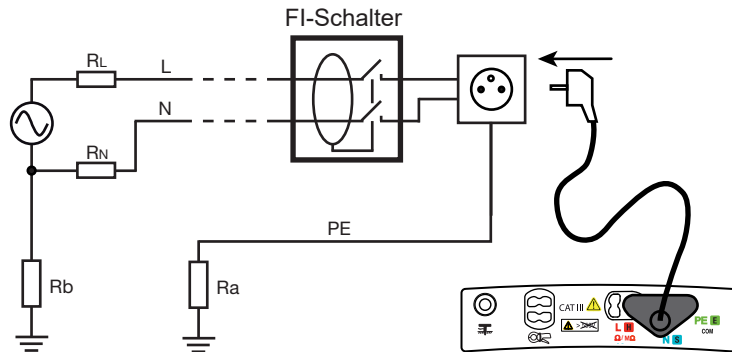 FI-Schalter
RL
L
N
RN
PE
Rb
Ra
CAT III
L H
Ω/MΩ
N S
PE E
COM